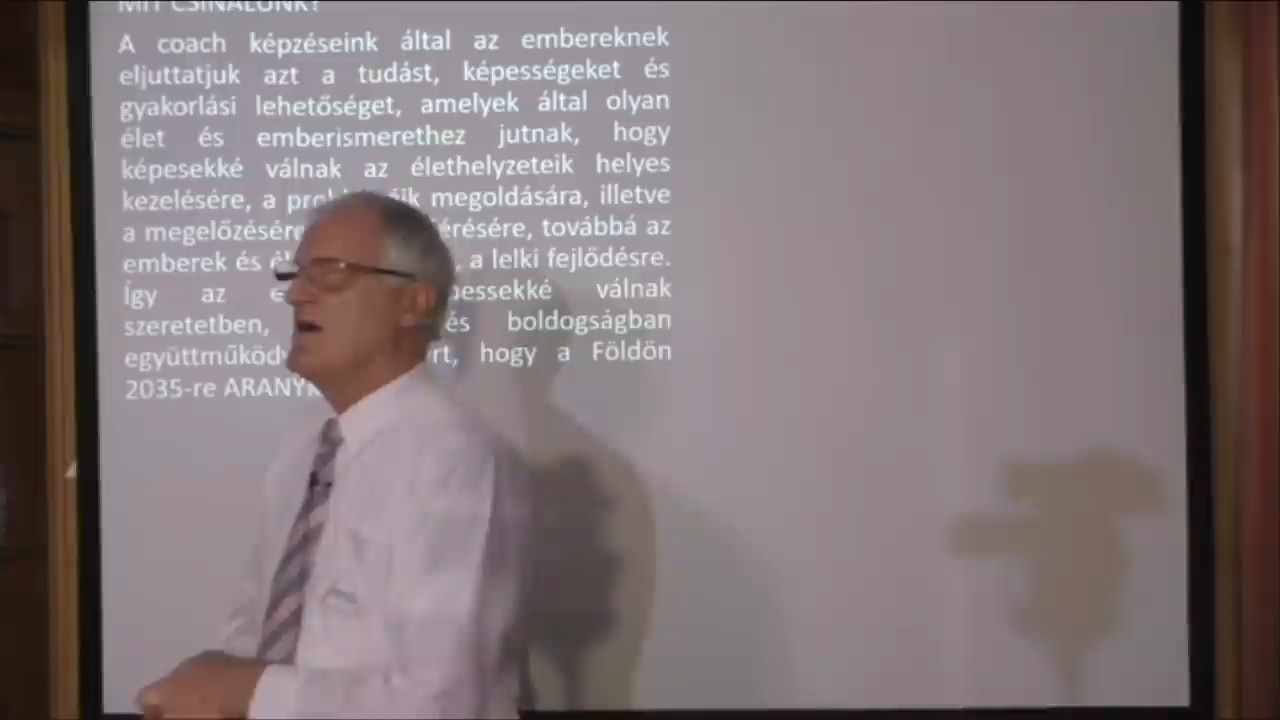 MIT CSINÁLUNK?
A coach képzéseink által az embereknek
eljuttatjuk azt a tudást, képességeket és
gyakorlási lehetőséget, amelyek által olyan
élet és emberismerethez jutnak, hogy
képesekké válnak az élethelyzeteik helyes
kezelésére, a megoldására, illetve
a továbbá az
emberek és a lelki fejlődésre.
Így az válnak
szeretetben, és boldogságban
hogy a Földön
2035-re